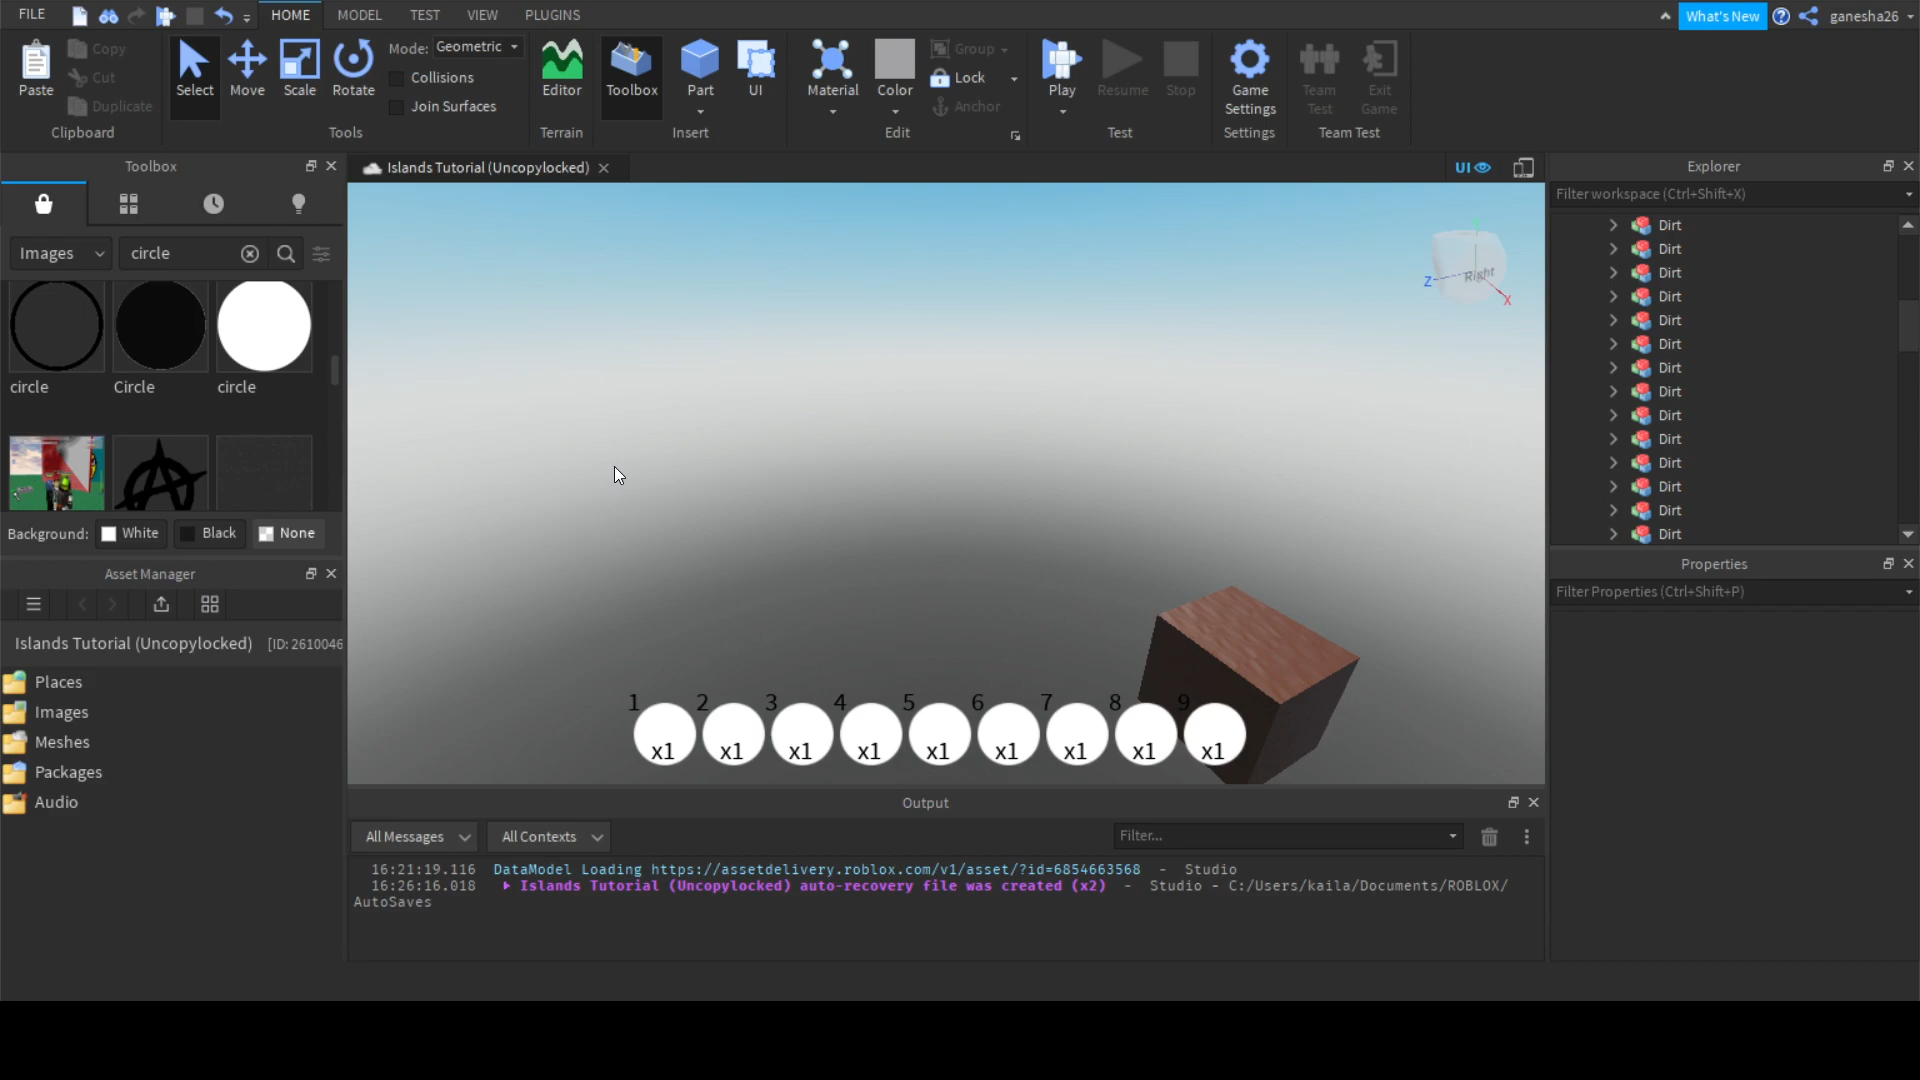 FILE
HOME
MODEL
TEST
VIEW
PLUGINS
What's New
ganesha26
Paste
Copy
Cut
Duplicate
Clipboard
Select
Move
Scale
Rotate
Mode: Geometric
Collisions
Join Surfaces
Tools
Editor
Terrain
Toolbox
Part
UI
Insert
Material
Color
Group
Lock
Anchor
Edit
Play
Resume
Stop
Test
Game
Settings
Settings
Team
Test
Exit
Game
Team Test
Toolbox
Images
circle
circle
Circle
circle
Background:
White
Black
None
Asset Manager
Islands Tutorial (Uncopylocked) [ID: 2610046
Places
Images
Meshes
Packages
Audio
Islands Tutorial (Uncopylocked)
UI
Right
Y
Z
X
1 2 3 4 5 6 7 8 9
x1 x1 x1 x1 x1 x1 x1 x1 x1
Output
All Messages
All Contexts
Filter...
16:21:19.116 DataModel Loading https://assetdelivery.roblox.com/v1/asset/?id=6854663568 - Studio
16:26:16.018 Islands Tutorial (Uncopylocked) auto-recovery file was created (x2) - Studio - C:/Users/kaila/Documents/ROBLOX/
AutoSaves
Explorer
Filter workspace (Ctrl+Shift+X)
Dirt
Dirt
Dirt
Dirt
Dirt
Dirt
Dirt
Dirt
Dirt
Dirt
Dirt
Dirt
Dirt
Dirt
Properties
Filter Properties (Ctrl+Shift+P)